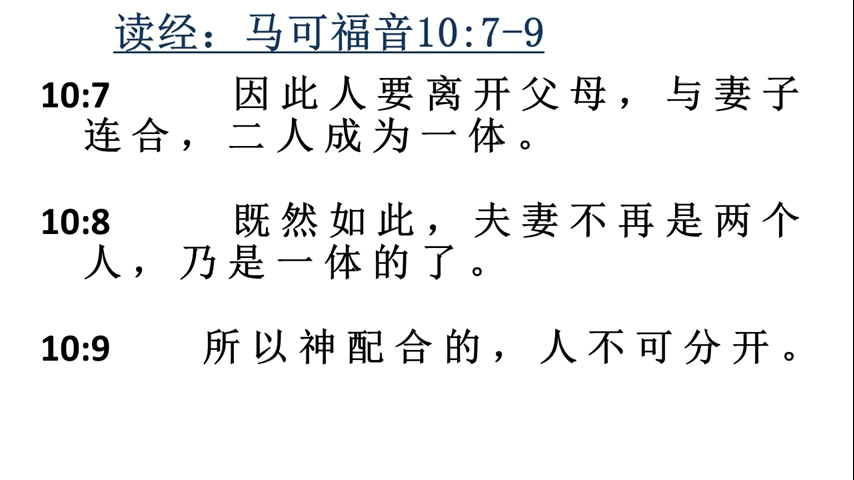 读经：马可福音10:7-9
10:7 因此人要离开父母，与妻子
连合，二人成为一体。
10:8 既然如此，夫妻不再是两个
人，乃是一体的了。
10:9 所以神配合的，人不可分开。